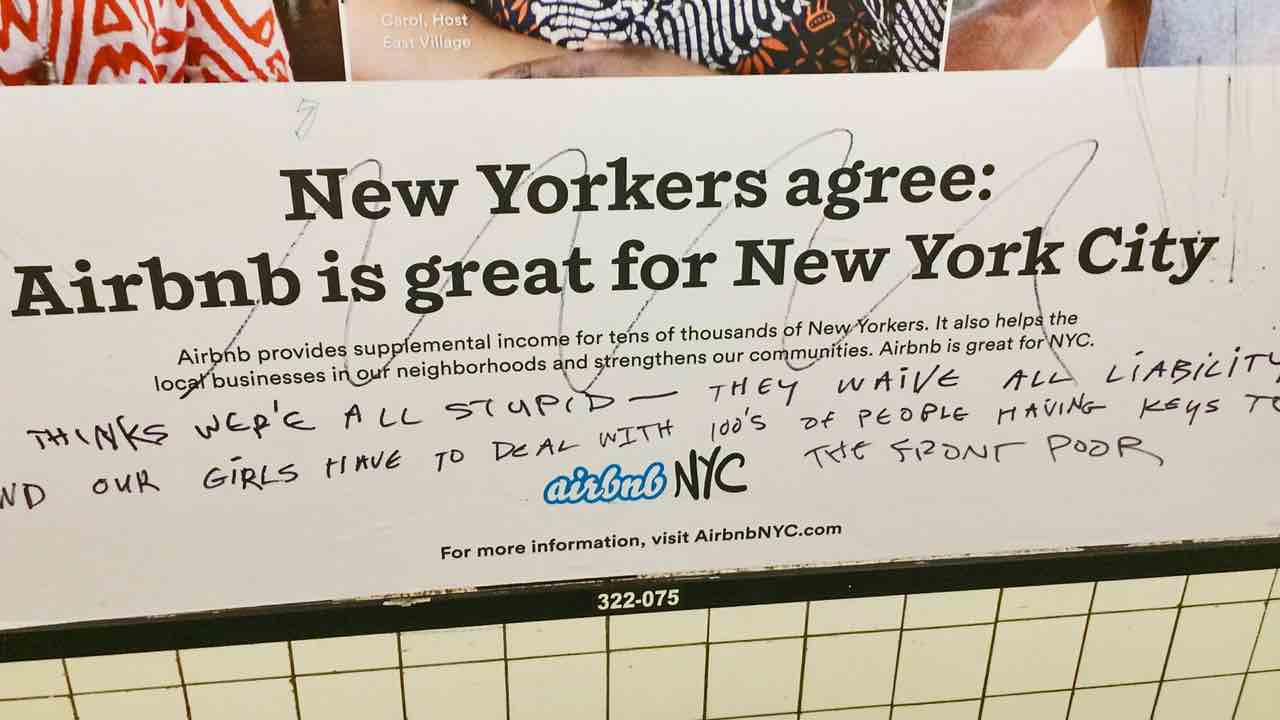 Carol, Host
East Village
New Yorkers agree:
Airbnb is great for New York City
Airbnb provides supplemental income for tens of thousands of New Yorkers. It also helps the
local businesses in our neighborhoods and strengthens our communities. Airbnb is great for NYC.
THINKS WER'E ALL STUPID — THEY WAIVE ALL LIABILITY
ND OUR GIRLS HAVE TO DEAL WITH 100'S OF PEOPLE HAVING KEYS TO
THE FRONT POOR
airbnb NYC
For more information, visit AirbnbNYC.com
322-075